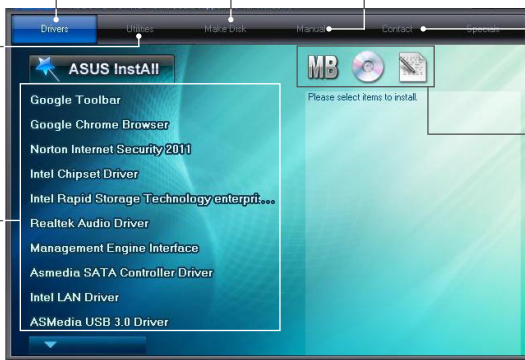 Drivers
Utilities
Make Disk
Manual
Contact
Specials
ASUS InstAll
MB
Please select items to install.
Google Toolbar
Google Chrome Browser
Norton Internet Security 2011
Intel Chipset Driver
Intel Rapid Storage Technology enterpri...
Realtek Audio Driver
Management Engine Interface
Asmedia SATA Controller Driver
Intel LAN Driver
ASMedia USB 3.0 Driver